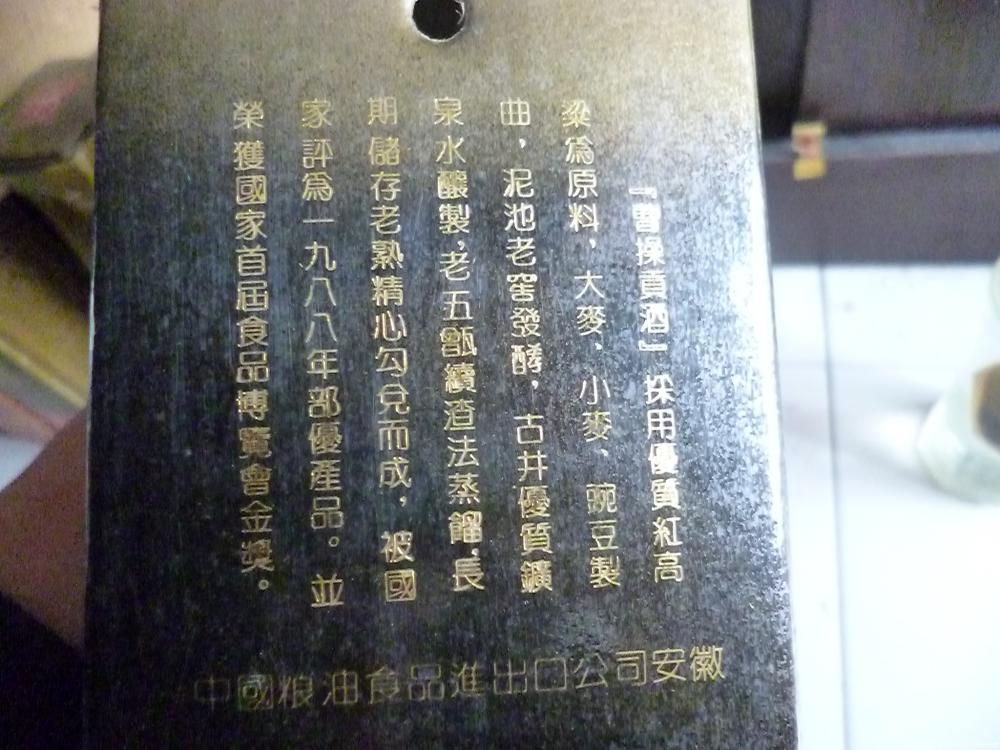 『曹操貢酒』採用優質紅高
粱爲原料，大麥、小麥、豌豆製
曲，泥池老窖發酵，古井優質鑛
泉水釀製，老五甑續渣法蒸餾，長
期儲存老熟精心勾兌而成，被國
家評爲一九八八年部優產品。並
榮獲國家首屆食品博覽會金獎。
中國粮油食品進出口公司安徽